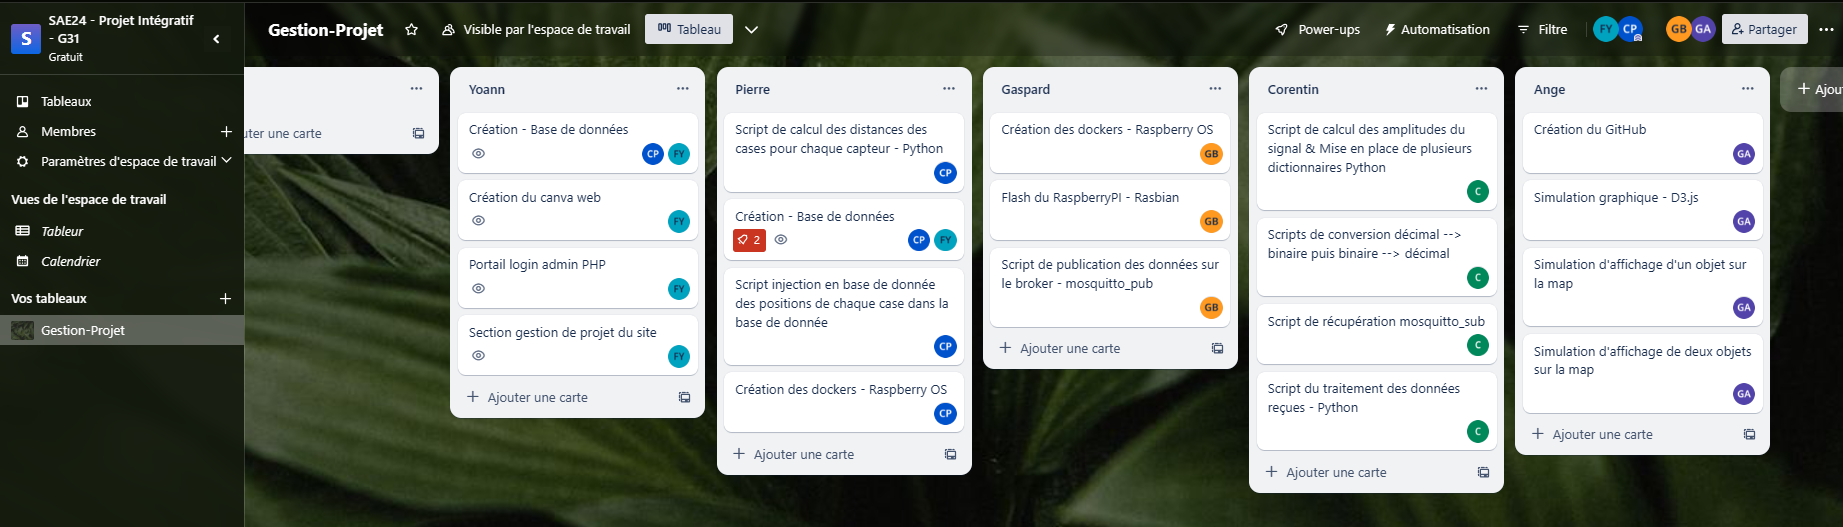 SAE24 - Projet Intégratif
- G31
S
Gratuit
Tableaux
Membres
Paramètres d'espace de travail
Vues de l'espace de travail
Tableur
Calendrier
Vos tableaux
Gestion-Projet
Gestion-Projet
Visible par l'espace de travail
Tableau
Power-ups
Automatisation
Filtre
FY
CP
GB
GA
Partager
uter une carte
Yoann
Création - Base de données
CP
FY
Création du canva web
FY
Portail login admin PHP
FY
Section gestion de projet du site
FY
Ajouter une carte
Pierre
Script de calcul des distances des
cases pour chaque capteur - Python
CP
Création - Base de données
2
CP
FY
Script injection en base de donnée
des positions de chaque case dans la
base de donnée
CP
Création des dockers - Raspberry OS
CP
Ajouter une carte
Gaspard
Création des dockers - Raspberry OS
GB
Flash du RaspberryPI - Rasbian
GB
Script de publication des données sur
le broker - mosquitto_pub
GB
Ajouter une carte
Corentin
Script de calcul des amplitudes du
signal & Mise en place de plusieurs
dictionnaires Python
C
Scripts de conversion décimal -->
binaire puis binaire --> décimal
C
Script de récupération mosquitto_sub
C
Script du traitement des données
reçues - Python
C
Ajouter une carte
Ange
Création du GitHub
GA
Simulation graphique - D3.js
GA
Simulation d'affichage d'un objet sur
la map
GA
Simulation d'affichage de deux objets
sur la map
GA
Ajouter une carte
Ajou